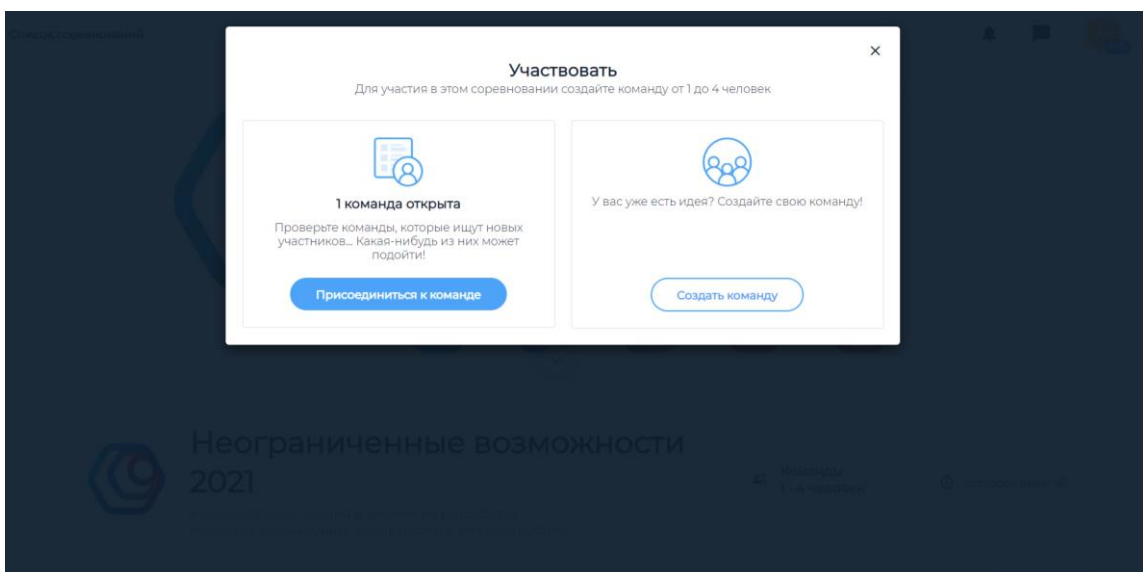 Список соревнований
Участвовать
Для участия в этом соревновании создайте команду от 1 до 4 человек
1 команда открыта
Проверьте команды, которые ищут новых
участников... Какая-нибудь из них может
подойти!
Присоединиться к команде
У вас уже есть идея? Создайте свою команду!
Создать команду
Неограниченные возможности
2021
Команды
1 - 4 человек